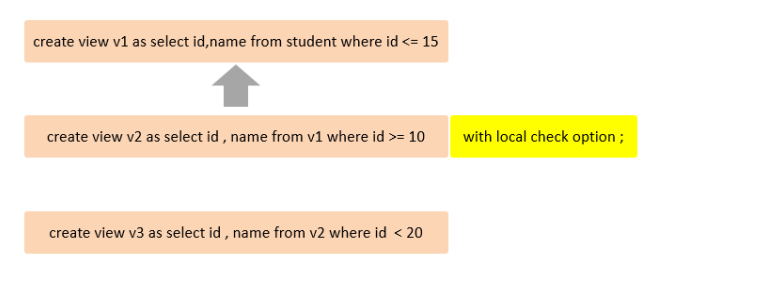 create view v1 as select id,name from student where id <= 15
create view v2 as select id , name from v1 where id >= 10 with local check option ;
create view v3 as select id , name from v2 where id < 20